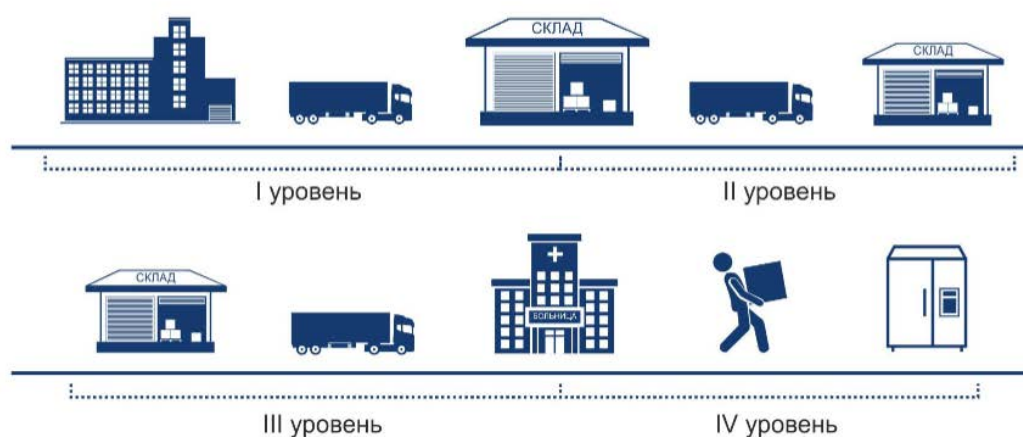 СКЛАД
СКЛАД
I уровень
II уровень
СКЛАД
БОЛЬНИЦА
III уровень
IV уровень